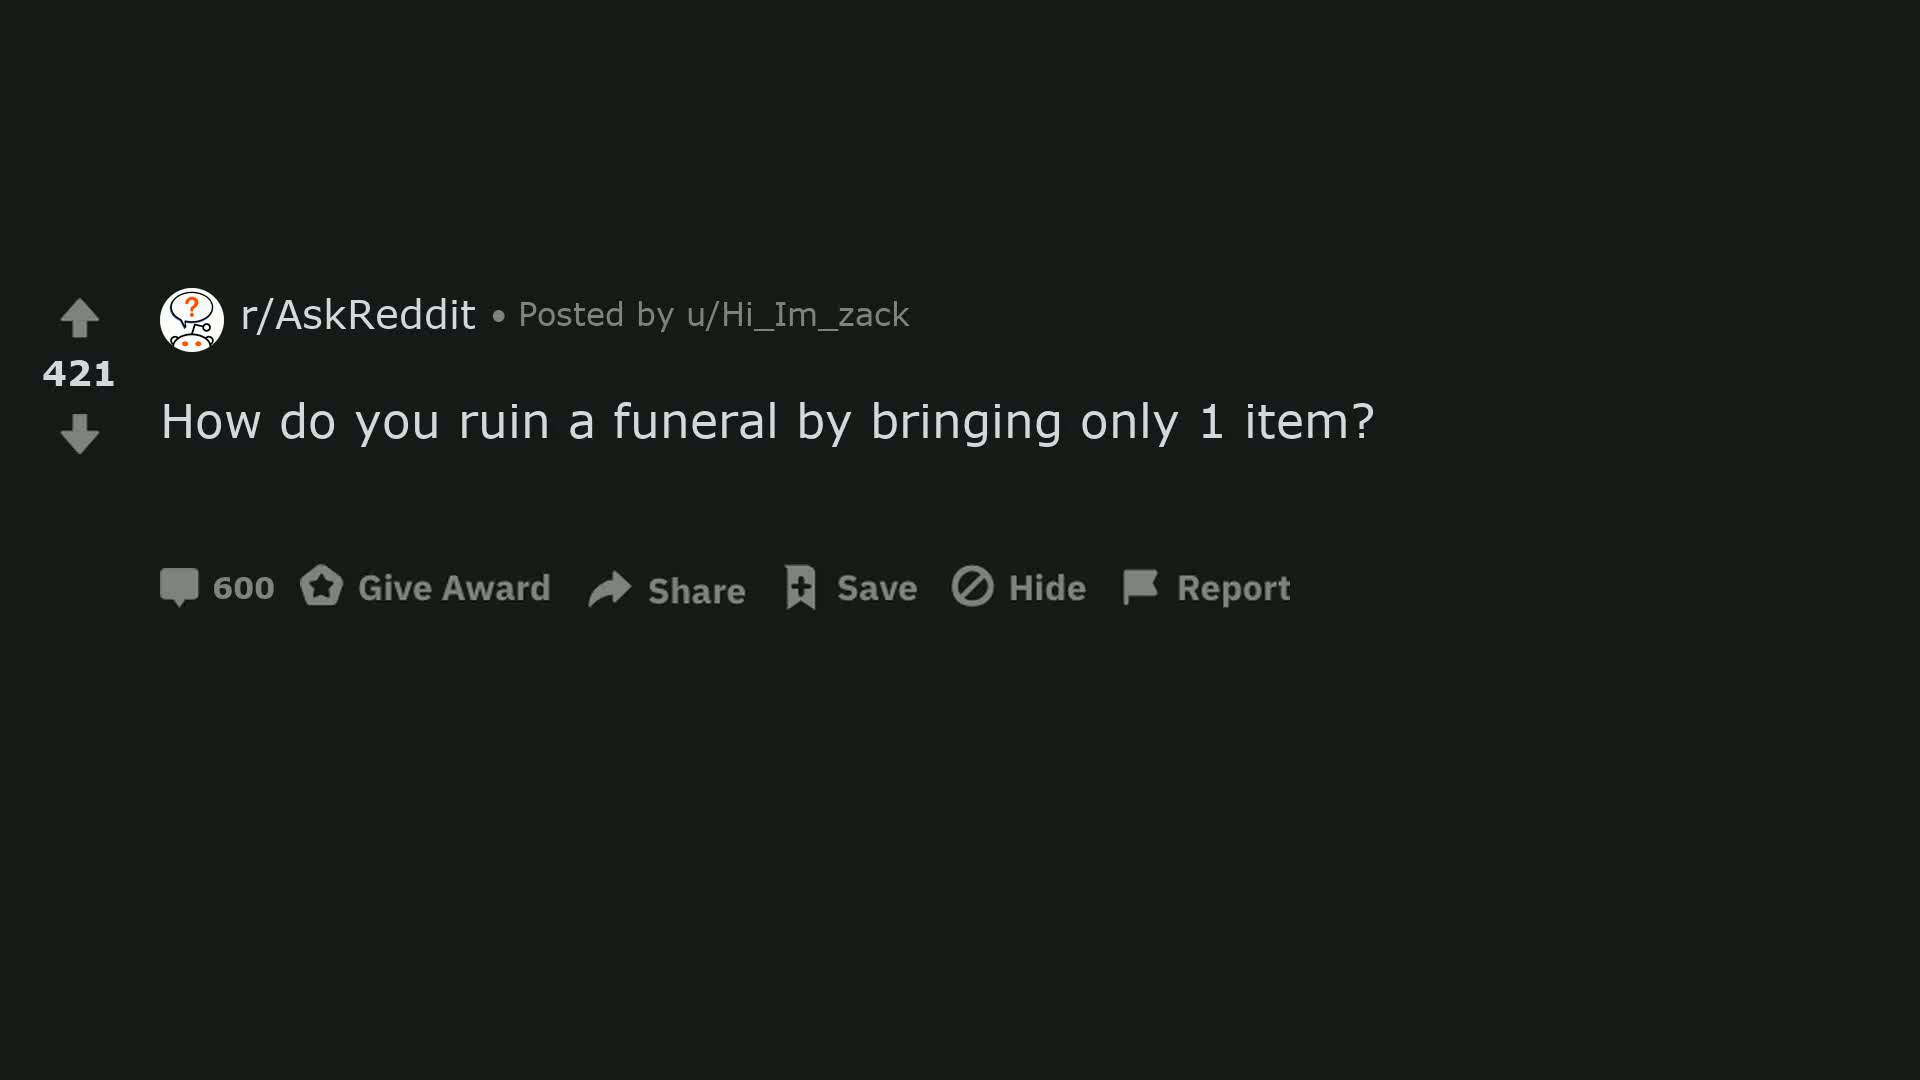 r/AskReddit • Posted by u/Hi_Im_zack
421
How do you ruin a funeral by bringing only 1 item?
600 Give Award Share Save Hide Report